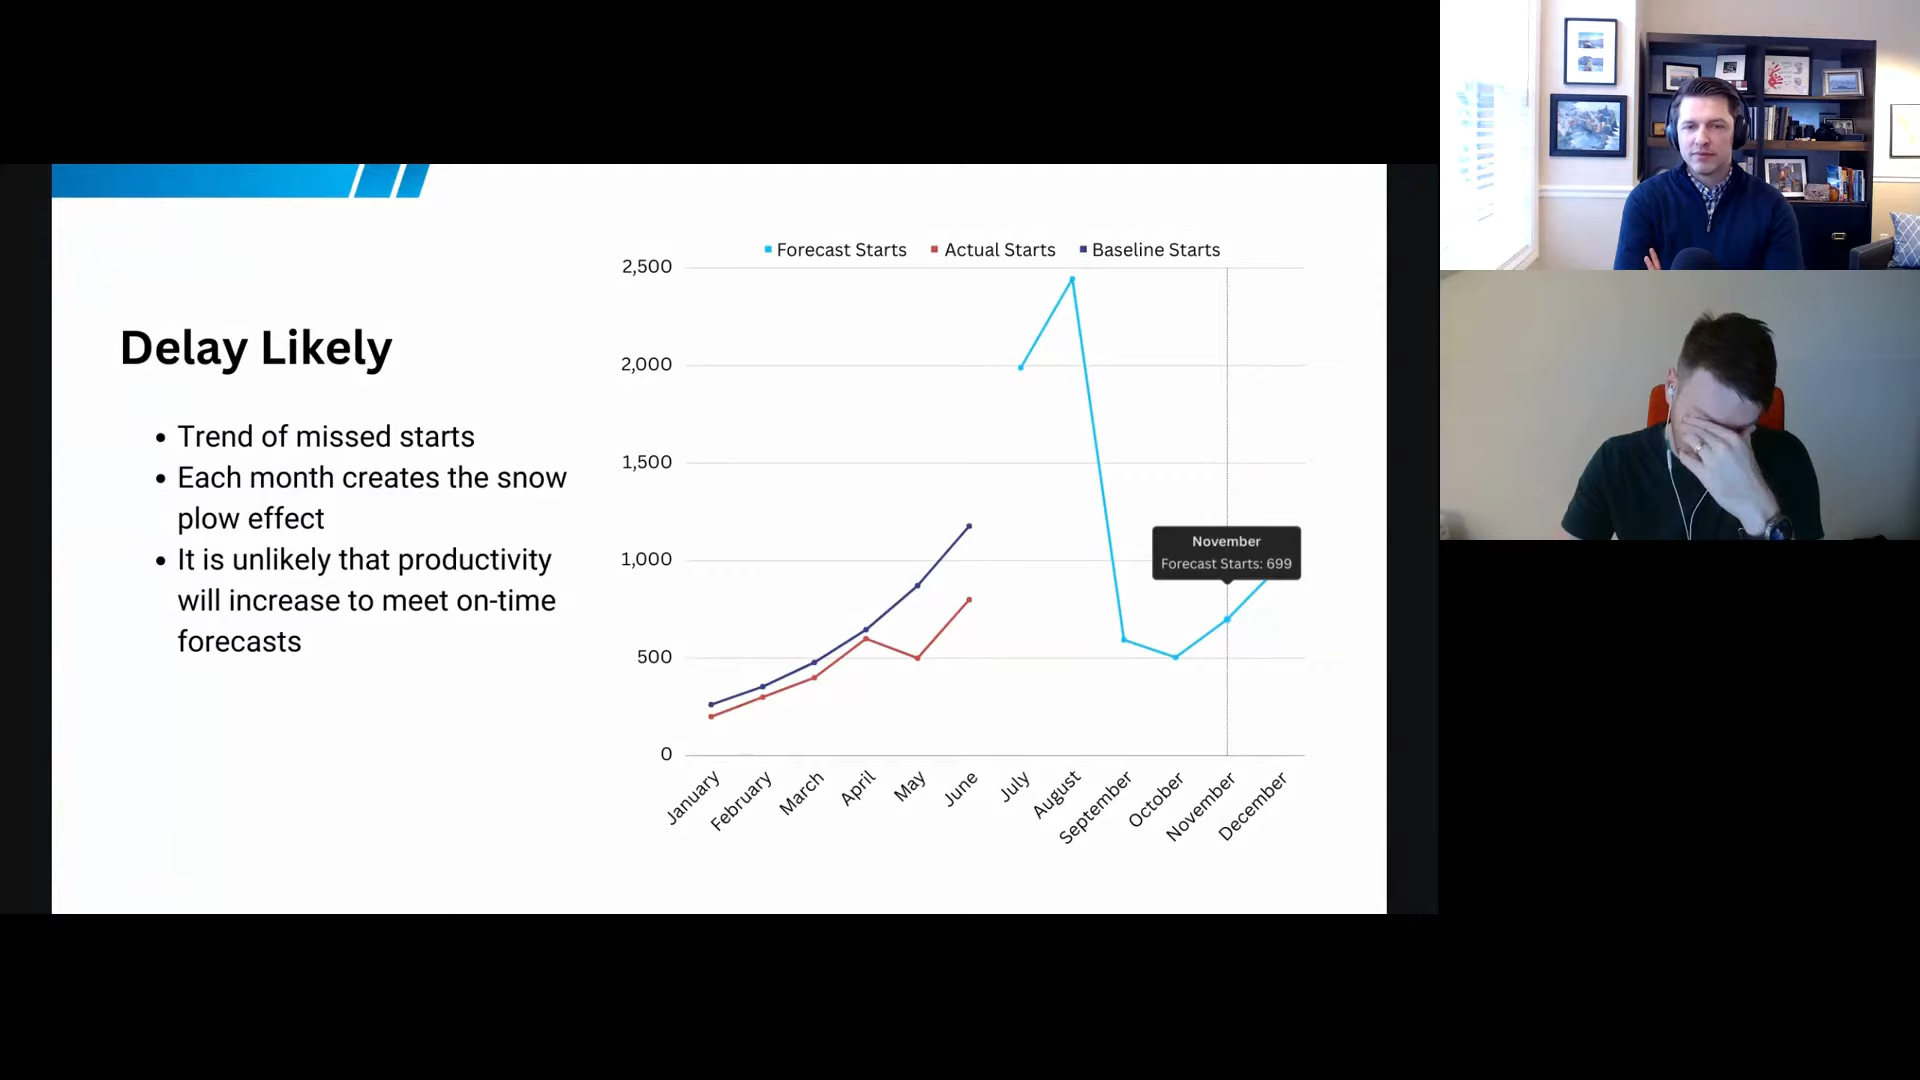 Delay Likely
• Trend of missed starts
• Each month creates the snow
plow effect
• It is unlikely that productivity
will increase to meet on-time
forecasts
Forecast Starts Actual Starts Baseline Starts
2,500
2,000
1,500
1,000
500
0
November
Forecast Starts: 699
January
February
March
April
May
June
July
August
September
October
November
December